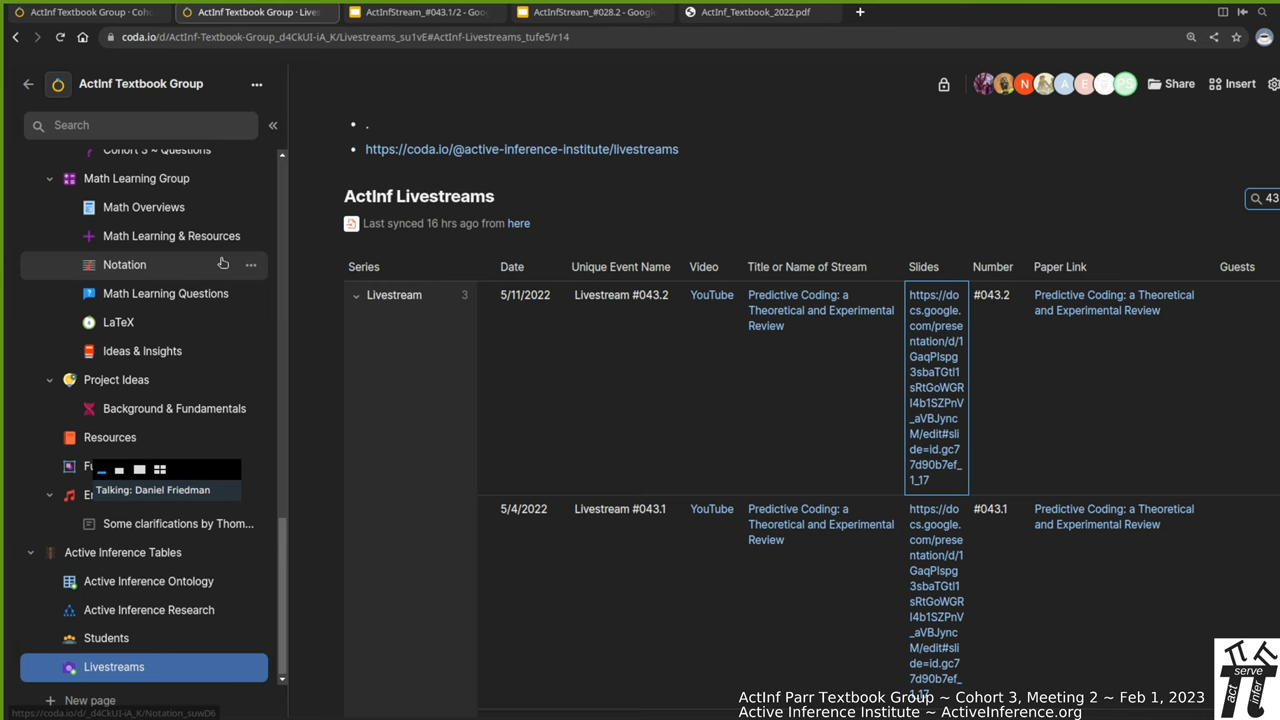 ActInf Textbook Group · Coh
ActInf Textbook Group · Live
ActInfStream_#043.1/2 - Goo
ActInfStream_#028.2 - Google
ActInf_Textbook_2022.pdf
coda.io/d/ActInf-Textbook-Group_d4CkUI-iA_K/Livestreams_su1vE#ActInf-Livestreams_tufe5/r14
ActInf Textbook Group
N
A
E
PS
Share
Insert
Search
Cohort 3 ~ Questions
Math Learning Group
Math Overviews
Math Learning & Resources
Notation
Math Learning Questions
LaTeX
Ideas & Insights
Project Ideas
Background & Fundamentals
Resources
Fu
Talking: Daniel Friedman
Some clarifications by Thom...
Active Inference Tables
Active Inference Ontology
Active Inference Research
Students
Livestreams
New page
https://coda.io/d/_d4CkUI-iA_K/Notation_suwD6
.
https://coda.io/@active-inference-institute/livestreams
ActInf Livestreams
43
Last synced 16 hrs ago from here
Series Date Unique Event Name Video Title or Name of Stream Slides Number Paper Link Guests
Livestream 3
5/11/2022 Livestream #043.2 YouTube
Predictive Coding: a
Theoretical and Experimental
Review
https://do
cs.google.
com/prese
ntation/d/1
GaqPIspg
3sbaTGtI1
sRtGoWGR
I4b1SZPnV
_aVBJync
M/edit#sli
de=id.gc7
7d90b7ef_
1_17
#043.2
Predictive Coding: a Theoretical
and Experimental Review
5/4/2022 Livestream #043.1 YouTube
Predictive Coding: a
Theoretical and Experimental
Review
https://do
cs.google.
com/prese
ntation/d/1
GaqPIspg
3sbaTGtI1
sRtGoWGR
I4b1SZPnV
_aVBJync
M/edit#sli
de=id.gc7
7d90b7ef_
#043.1
Predictive Coding: a Theoretical
and Experimental Review
act
serve
infer
ActInf Parr Textbook Group ~ Cohort 3, Meeting 2 ~ Feb 1, 2023
Active Inference Institute ~ ActiveInference.org